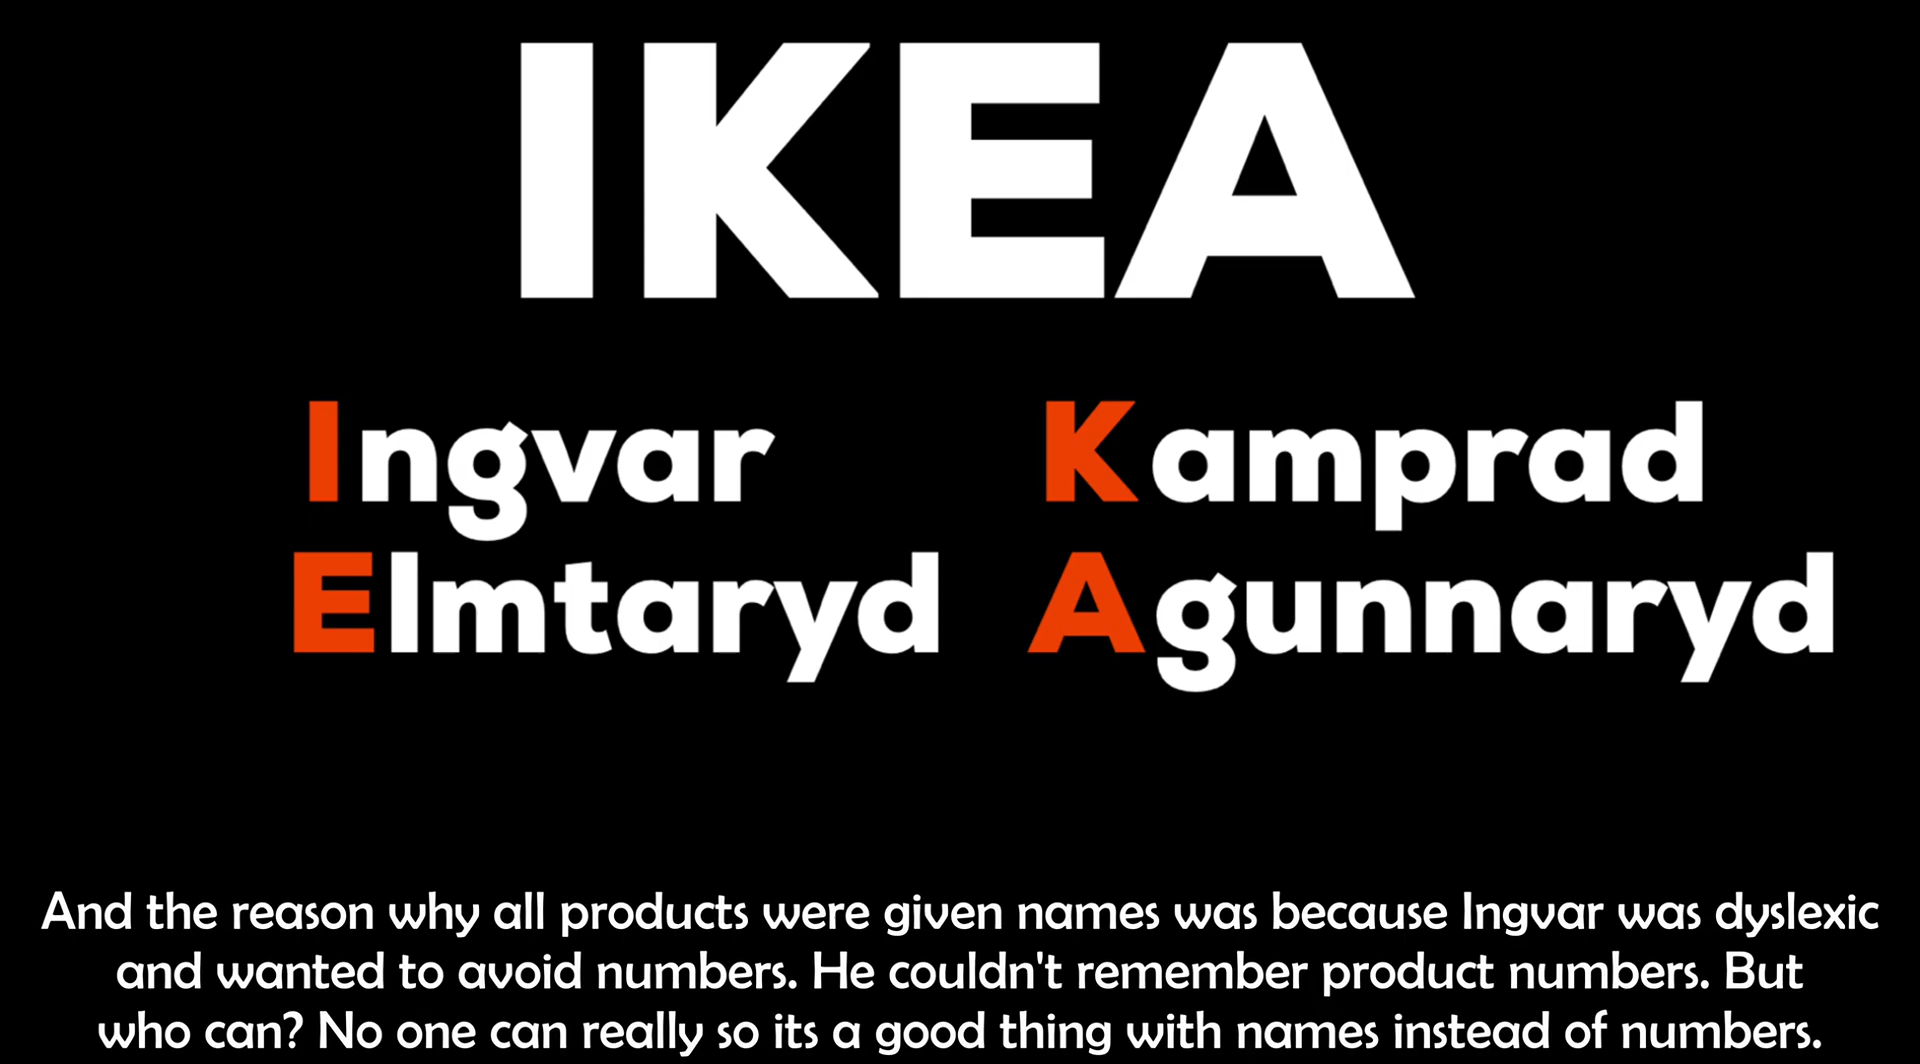 IKEA
Ingvar Kamprad
Elmtaryd Agunnaryd
And the reason why all products were given names was because Ingvar was dyslexic
and wanted to avoid numbers. He couldn't remember product numbers. But
who can? No one can really so its a good thing with names instead of numbers.